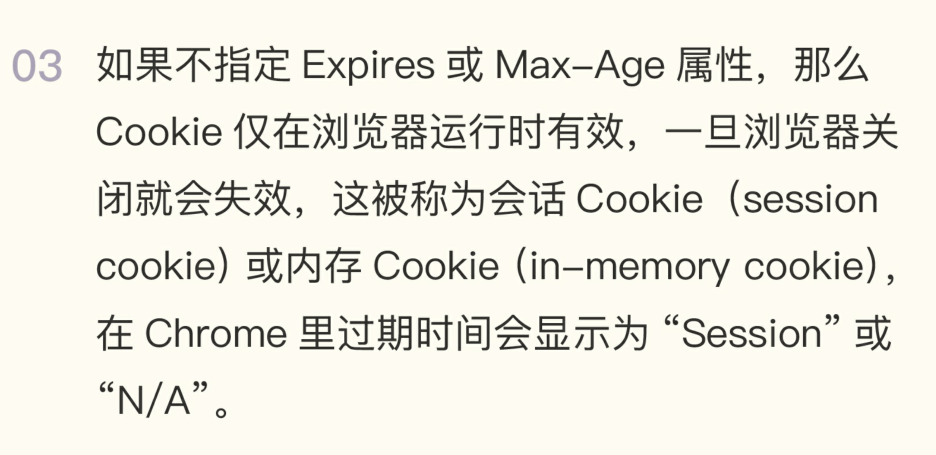 03 如果不指定 Expires 或 Max-Age 属性，那么
Cookie 仅在浏览器运行时有效，一旦浏览器关
闭就会失效，这被称为会话 Cookie（session
cookie）或内存 Cookie（in-memory cookie），
在 Chrome 里过期时间会显示为 “Session” 或
“N/A”。